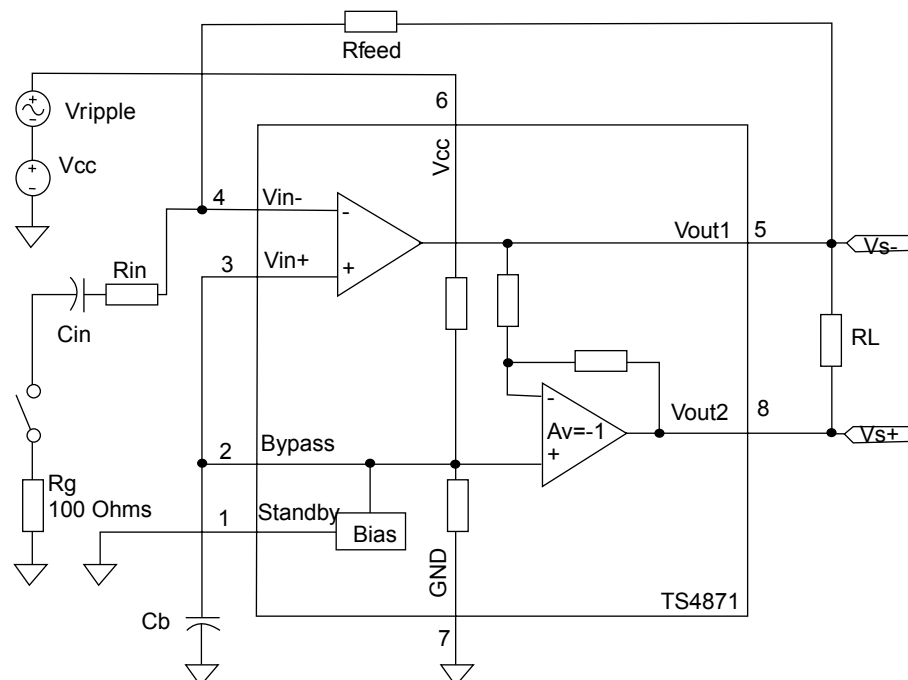 Rfeed
6
Vripple
Vcc
Vcc
4
Vin-
-
Vout1
5
Vs-
3
Vin+
+
Rin
Cin
RL
-
Vout2
8
Av=-1
Vs+
+
2
Bypass
Rg
100 Ohms
1
Standby
Bias
GND
TS4871
Cb
7